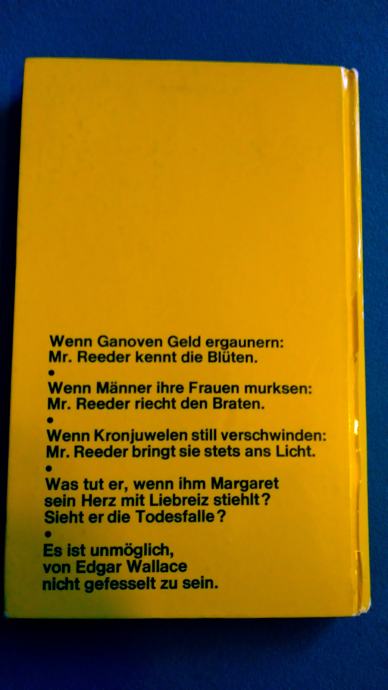 Wenn Ganoven Geld ergaunern:
Mr. Reeder kennt die Blüten.
•
Wenn Männer ihre Frauen murksen:
Mr. Reeder riecht den Braten.
•
Wenn Kronjuwelen still verschwinden:
Mr. Reeder bringt sie stets ans Licht.
•
Was tut er, wenn ihm Margaret
sein Herz mit Liebreiz stiehlt?
Sieht er die Todesfalle?
•
Es ist unmöglich,
von Edgar Wallace
nicht gefesselt zu sein.